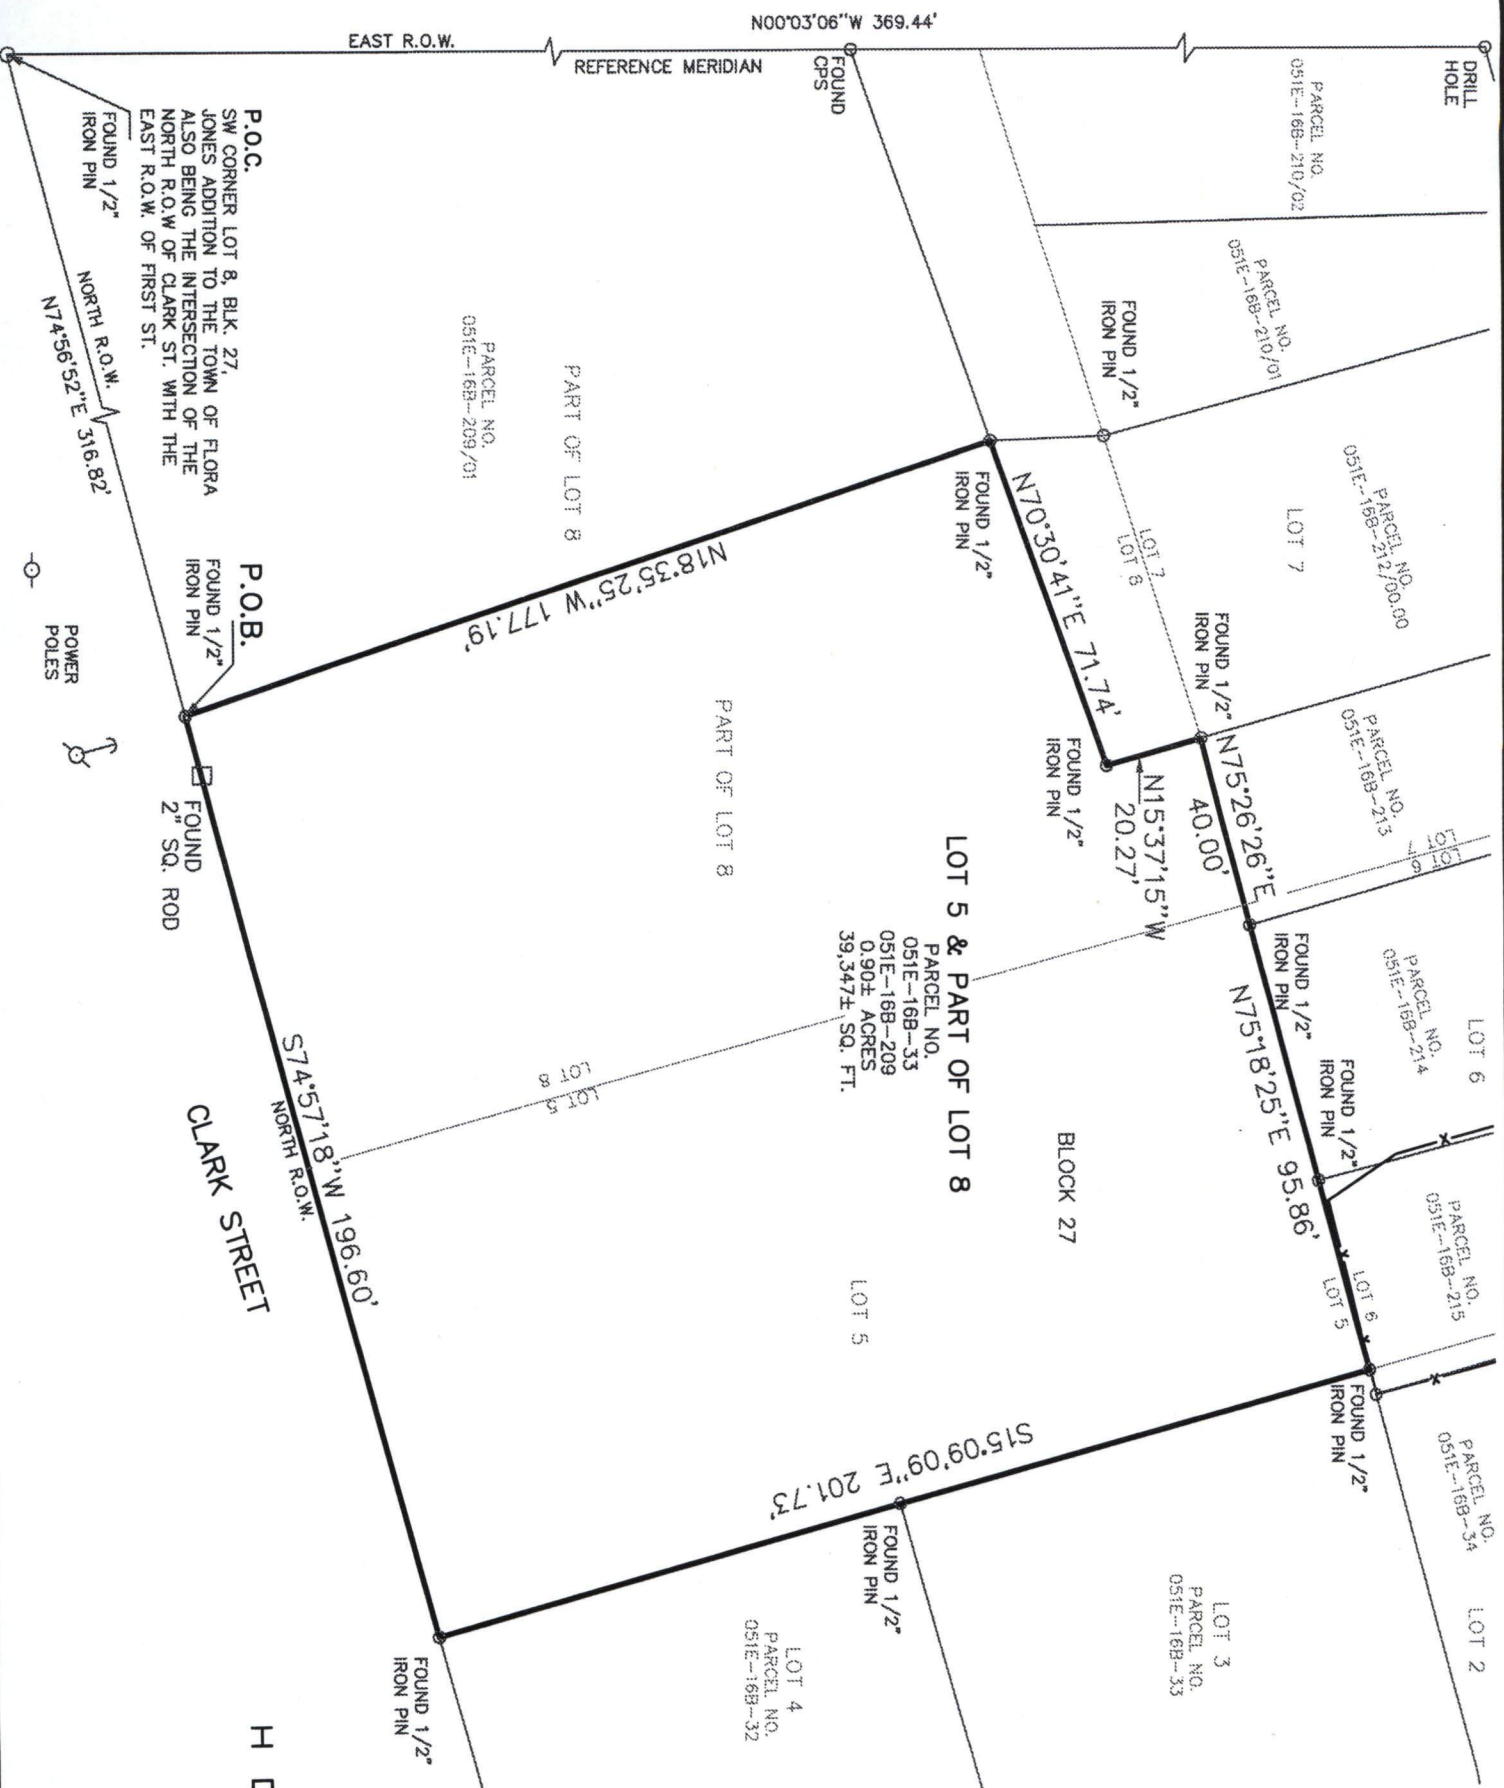 N00°03'06"W 369.44'
EAST R.O.W.
REFERENCE MERIDIAN
FOUND
CPS
DRILL
HOLE
PARCEL NO.
051E-16B-210/02
PARCEL NO.
051E-16B-210/01
FOUND 1/2"
IRON PIN
PARCEL NO.
051E-16B-212/00.00
LOT 7
LOT 7
LOT 8
P.O.C.
SW CORNER LOT 8, BLK. 27,
JONES ADDITION TO THE TOWN OF FLORA
ALSO BEING THE INTERSECTION OF THE
NORTH R.O.W OF CLARK ST. WITH THE
EAST R.O.W. OF FIRST ST.
FOUND 1/2"
IRON PIN
NORTH R.O.W.
N74°56'52"E 316.82'
PARCEL NO.
051E-16B-209/01
PART OF LOT 8
FOUND 1/2"
IRON PIN
N70°30'41"E 71.74'
N18°35'25"W 177.19'
P.O.B.
FOUND 1/2"
IRON PIN
POWER
POLES
FOUND
2" SQ. ROD
PART OF LOT 8
FOUND 1/2"
IRON PIN
FOUND 1/2"
IRON PIN
N15°37'15"W
20.27'
N75°26'26"E
40.00'
PARCEL NO.
051E-16B-213
FOUND 1/2"
IRON PIN
PARCEL NO.
051E-16B-214
LOT 6
N75°18'25"E 95.86'
FOUND 1/2"
IRON PIN
PARCEL NO.
051E-16B-215
LOT 6
LOT 5
LOT 5 & PART OF LOT 8
PARCEL NO.
051E-16B-33
051E-16B-209
0.90± ACRES
39,347± SQ. FT.
BLOCK 27
LOT 8
LOT 5
LOT 5
S74°57'18"W 196.60'
NORTH R.O.W.
CLARK STREET
S15°09'09"E 201.73'
FOUND 1/2"
IRON PIN
PARCEL NO.
051E-16B-34
LOT 2
FOUND 1/2"
IRON PIN
LOT 3
PARCEL NO.
051E-16B-33
LOT 4
PARCEL NO.
051E-16B-32
FOUND 1/2"
IRON PIN
H